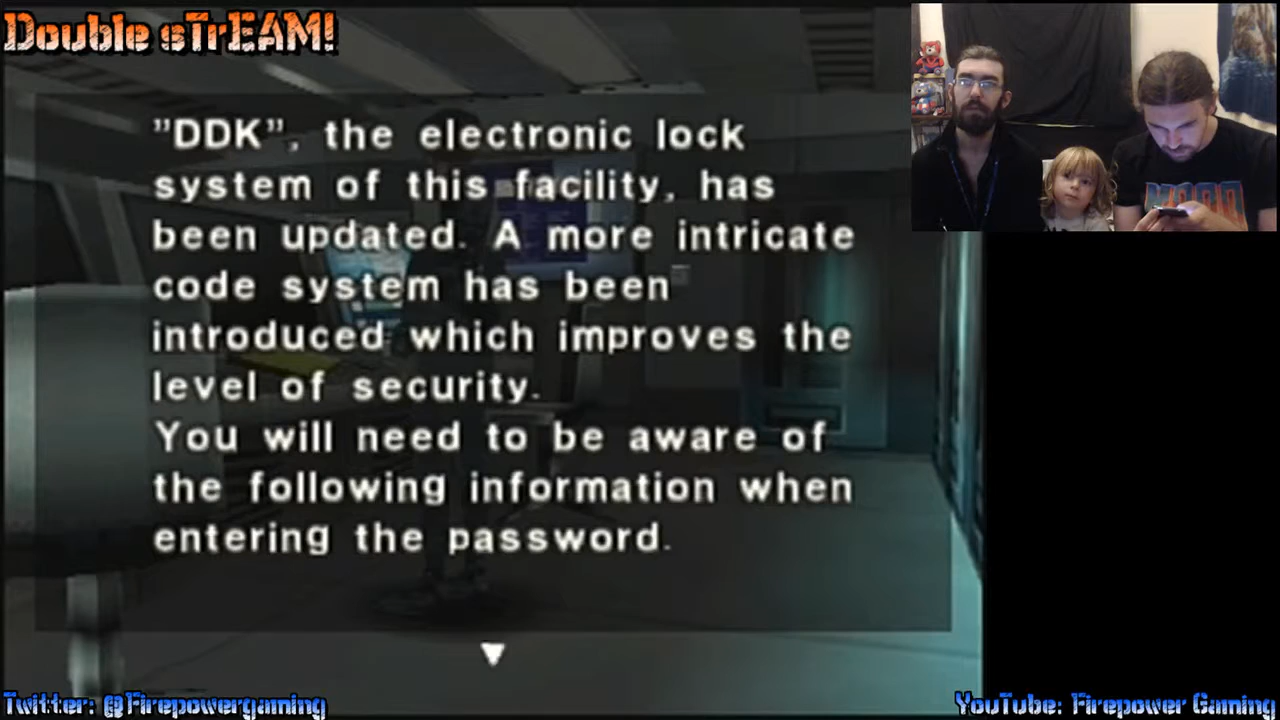 Double sTrEAM!
"DDK", the electronic lock
system of this facility, has
been updated. A more intricate
code system has been
introduced which improves the
level of security.
You will need to be aware of
the following information when
entering the password.
Twitter: @Firepowergaming
YouTube: Firepower Gaming